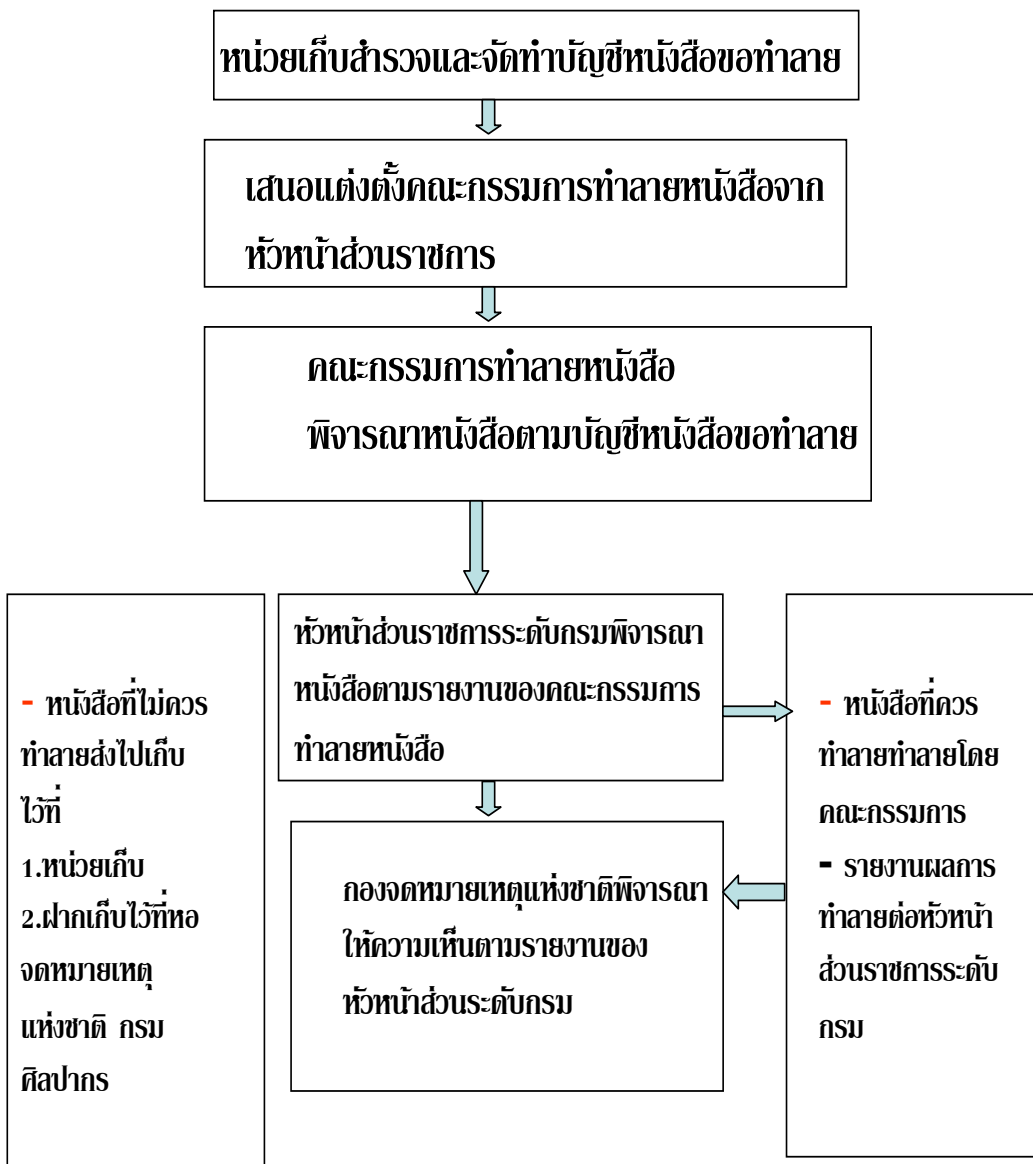 หน่วยเก็บสำรวจและจัดทำบัญชีหนังสือขอทำลาย
เสนอแต่งตั้งคณะกรรมการทำลายหนังสือจาก
หัวหน้าส่วนราชการ
คณะกรรมการทำลายหนังสือ
พิจารณาหนังสือตามบัญชีหนังสือขอทำลาย
หัวหน้าส่วนราชการระดับกรมพิจารณา
หนังสือตามรายงานของคณะกรรมการ
ทำลายหนังสือ
- หนังสือที่ไม่ควร
ทำลายส่งไปเก็บ
ไว้ที่
1.หน่วยเก็บ
2.ฝากเก็บไว้ที่หอ
จดหมายเหตุ
แห่งชาติ กรม
ศิลปากร
- หนังสือที่ควร
ทำลายทำลายโดย
คณะกรรมการ
- รายงานผลการ
ทำลายต่อหัวหน้า
ส่วนราชการระดับ
กรม
กองจดหมายเหตุแห่งชาติพิจารณา
ให้ความเห็นตามรายงานของ
หัวหน้าส่วนระดับกรม